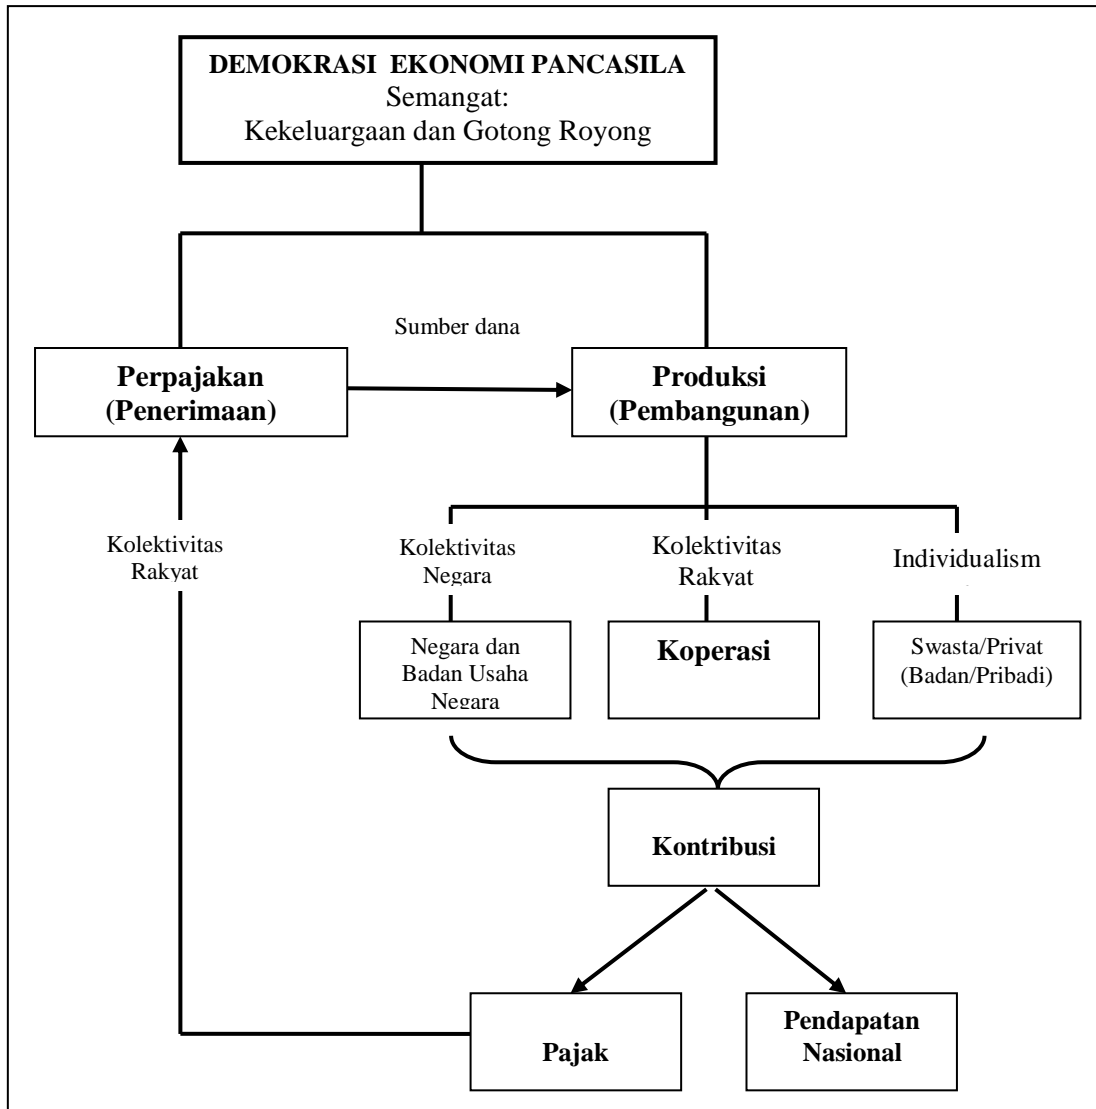 DEMOKRASI EKONOMI PANCASILA
Semangat:
Kekeluargaan dan Gotong Royong
Sumber dana
Perpajakan
(Penerimaan)
Produksi
(Pembangunan)
Kolektivitas
Rakyat
Kolektivitas
Negara
Kolektivitas
Rakyat
Individualism
Negara dan
Badan Usaha
Negara
Koperasi
Swasta/Privat
(Badan/Pribadi)
Kontribusi
Pajak
Pendapatan
Nasional